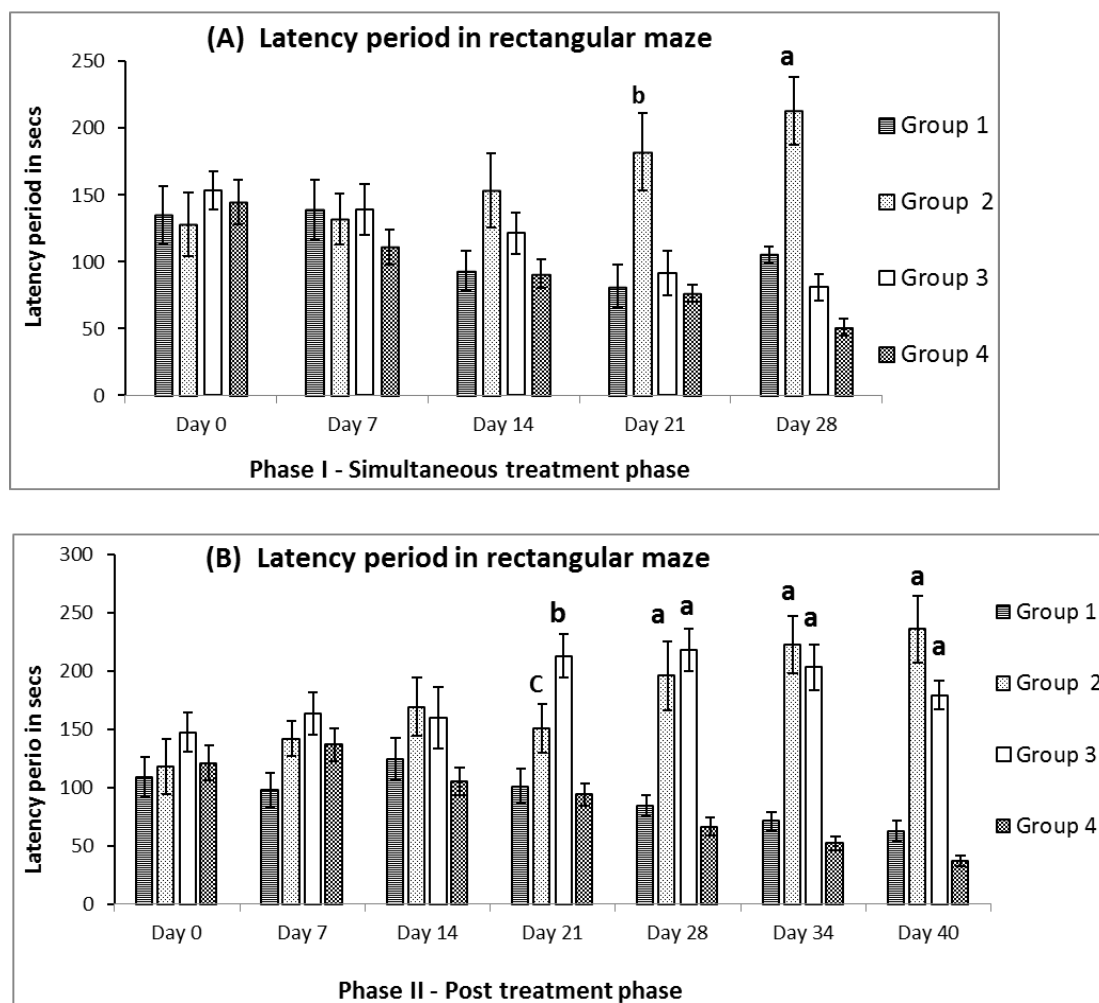 (A) Latency period in rectangular maze
a
250
b
200
150
100
50
0
Latency period in secs
Day 0 Day 7 Day 14 Day 21 Day 28
Phase I - Simultaneous treatment phase
Group 1
Group 2
Group 3
Group 4
(B) Latency period in rectangular maze
300
250
200
150
100
50
0
Latency perio in secs
C b a a a a a a
Day 0 Day 7 Day 14 Day 21 Day 28 Day 34 Day 40
Phase II - Post treatment phase
Group 1
Group 2
Group 3
Group 4